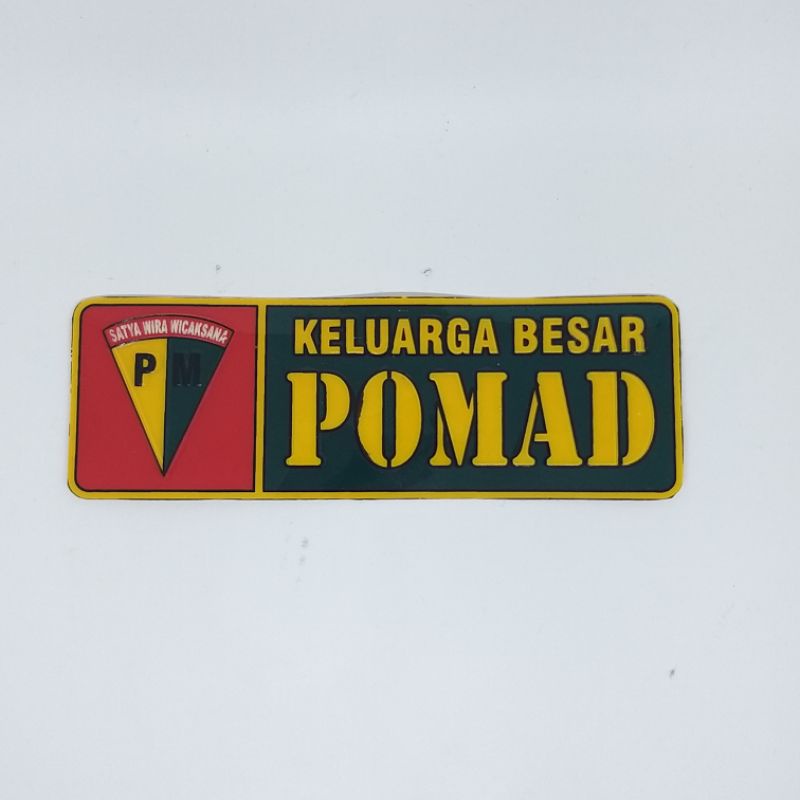 SATYA WIRA WICAKSANA
P M
KELUARGA BESAR
POMAD